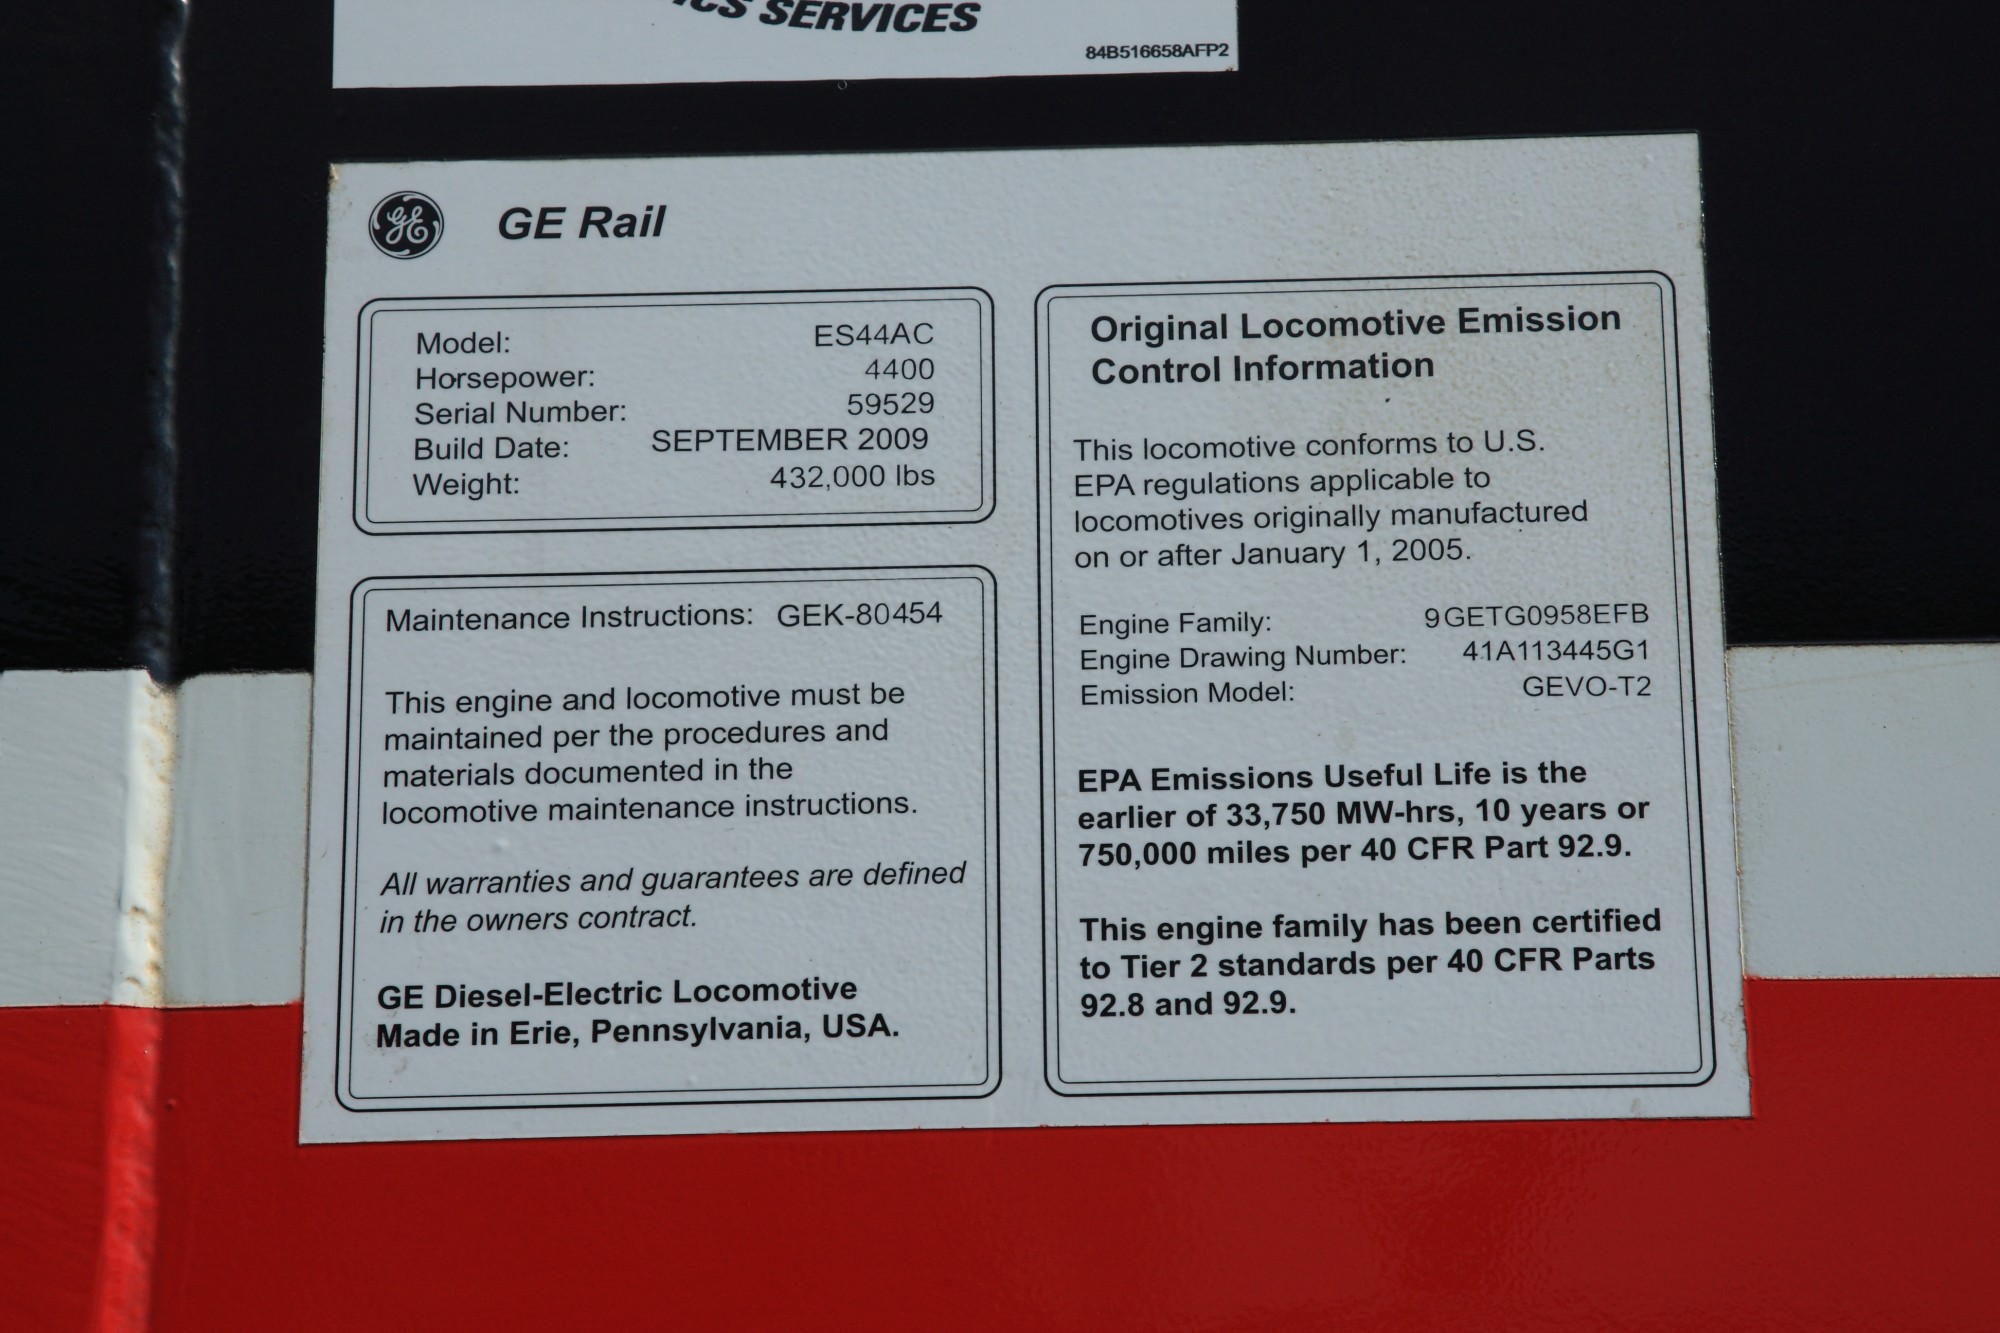 SERVICES
84B516658AFP2
GE
GE Rail
Model: ES44AC
Horsepower: 4400
Serial Number: 59529
Build Date: SEPTEMBER 2009
Weight: 432,000 lbs
Maintenance Instructions: GEK-80454
This engine and locomotive must be
maintained per the procedures and
materials documented in the
locomotive maintenance instructions.
All warranties and guarantees are defined
in the owners contract.
GE Diesel-Electric Locomotive
Made in Erie, Pennsylvania, USA.
Original Locomotive Emission
Control Information
This locomotive conforms to U.S.
EPA regulations applicable to
locomotives originally manufactured
on or after January 1, 2005.
Engine Family: 9GETG0958EFB
Engine Drawing Number: 41A113445G1
Emission Model: GEVO-T2
EPA Emissions Useful Life is the
earlier of 33,750 MW-hrs, 10 years or
750,000 miles per 40 CFR Part 92.9.
This engine family has been certified
to Tier 2 standards per 40 CFR Parts
92.8 and 92.9.